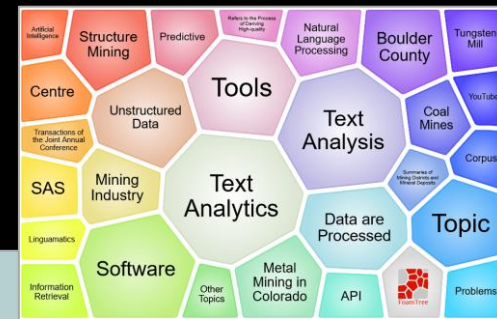 Artificial
Intelligence
Structure
Mining
Predictive
Refers to the Process
of Deriving
High-quality
Natural
Language
Processing
Boulder
County
Tungsten
Mill
Centre
Unstructured
Data
Tools
Text
Analysis
Coal
Mines
YouTube
Transactions of
the Joint Annual
Conference
Corpus
SAS
Mining
Industry
Text
Analytics
Summaries of
Mining Districts and
Mineral Deposits
Data are
Processed
Topic
Linguamatics
Software
Information
Retrieval
Other
Topics
Metal
Mining in
Colorado
API
FoamTree
Problems